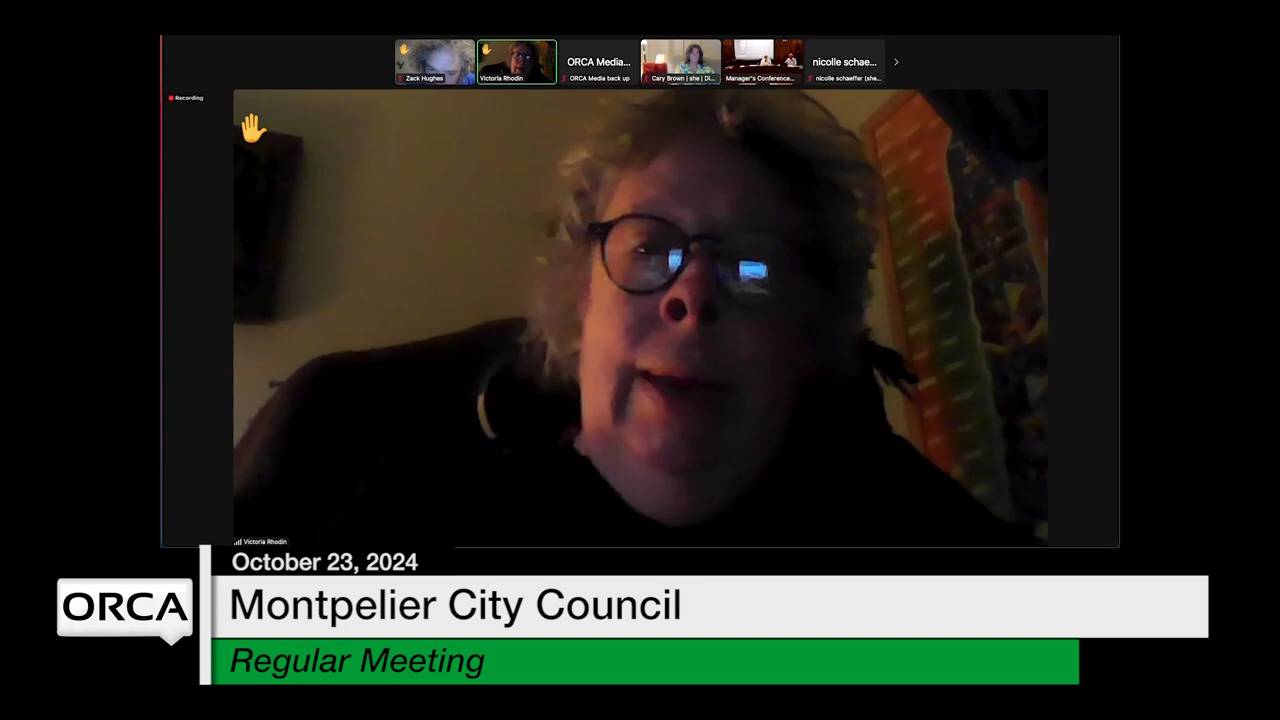 ORCA Media...
nicolle schae...
Zack Hughes
Victoria Rhodin
ORCA Media back up
Cary Brown | she | Di...
Manager's Conference...
nicolle schaeffer (she...
Recording
Victoria Rhodin
October 23, 2024
ORCA
Montpelier City Council
Regular Meeting